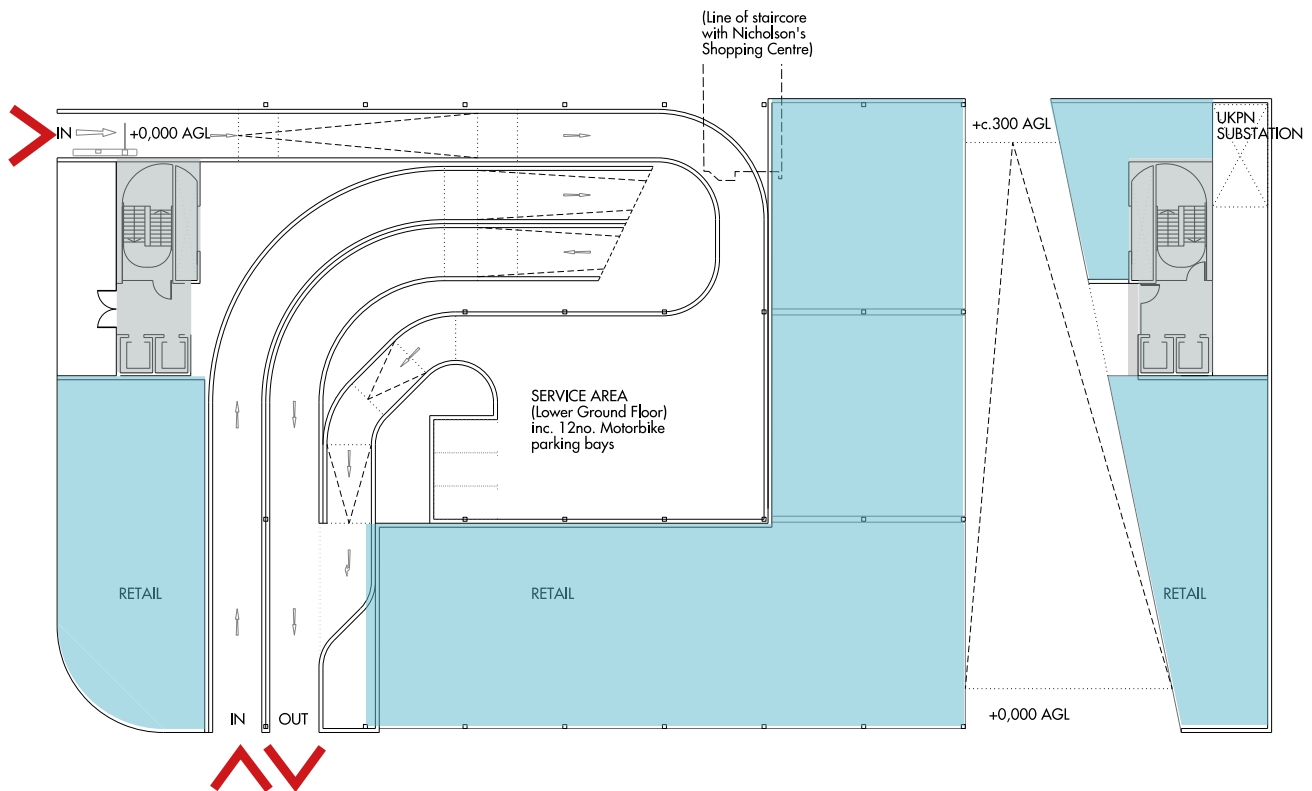 (Line of staircore
with Nicholson's
Shopping Centre)
IN
+0,000 AGL
+c.300 AGL
UKPN
SUBSTATION
SERVICE AREA
(Lower Ground Floor)
inc. 12no. Motorbike
parking bays
RETAIL
RETAIL
RETAIL
IN
OUT
+0,000 AGL